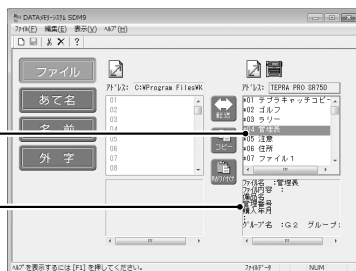 DATAメモリーシステム SDM9
ファイル(F) 編集(E) 表示(V) ヘルプ(H)
ファイル
あて名
名前
外字
アドレス: C:¥Program Files¥K
01
02
03
04
05
06
07
08
転送
コピー
アドレス: TEPRA PRO SR750
*01 テプラキャッチコピー
*02 ゴルフ
*03 ラリー
*04 管理表
*05 注意
*06 住所
*07 ファイル1
ファイル名 :管理表
ファイル内容 :
備品名
管理番号
購入年月
:
グループ名 :G2 グループ:
ヘルプを表示するには [F1] を押してください。
ファイルデータ
NUM